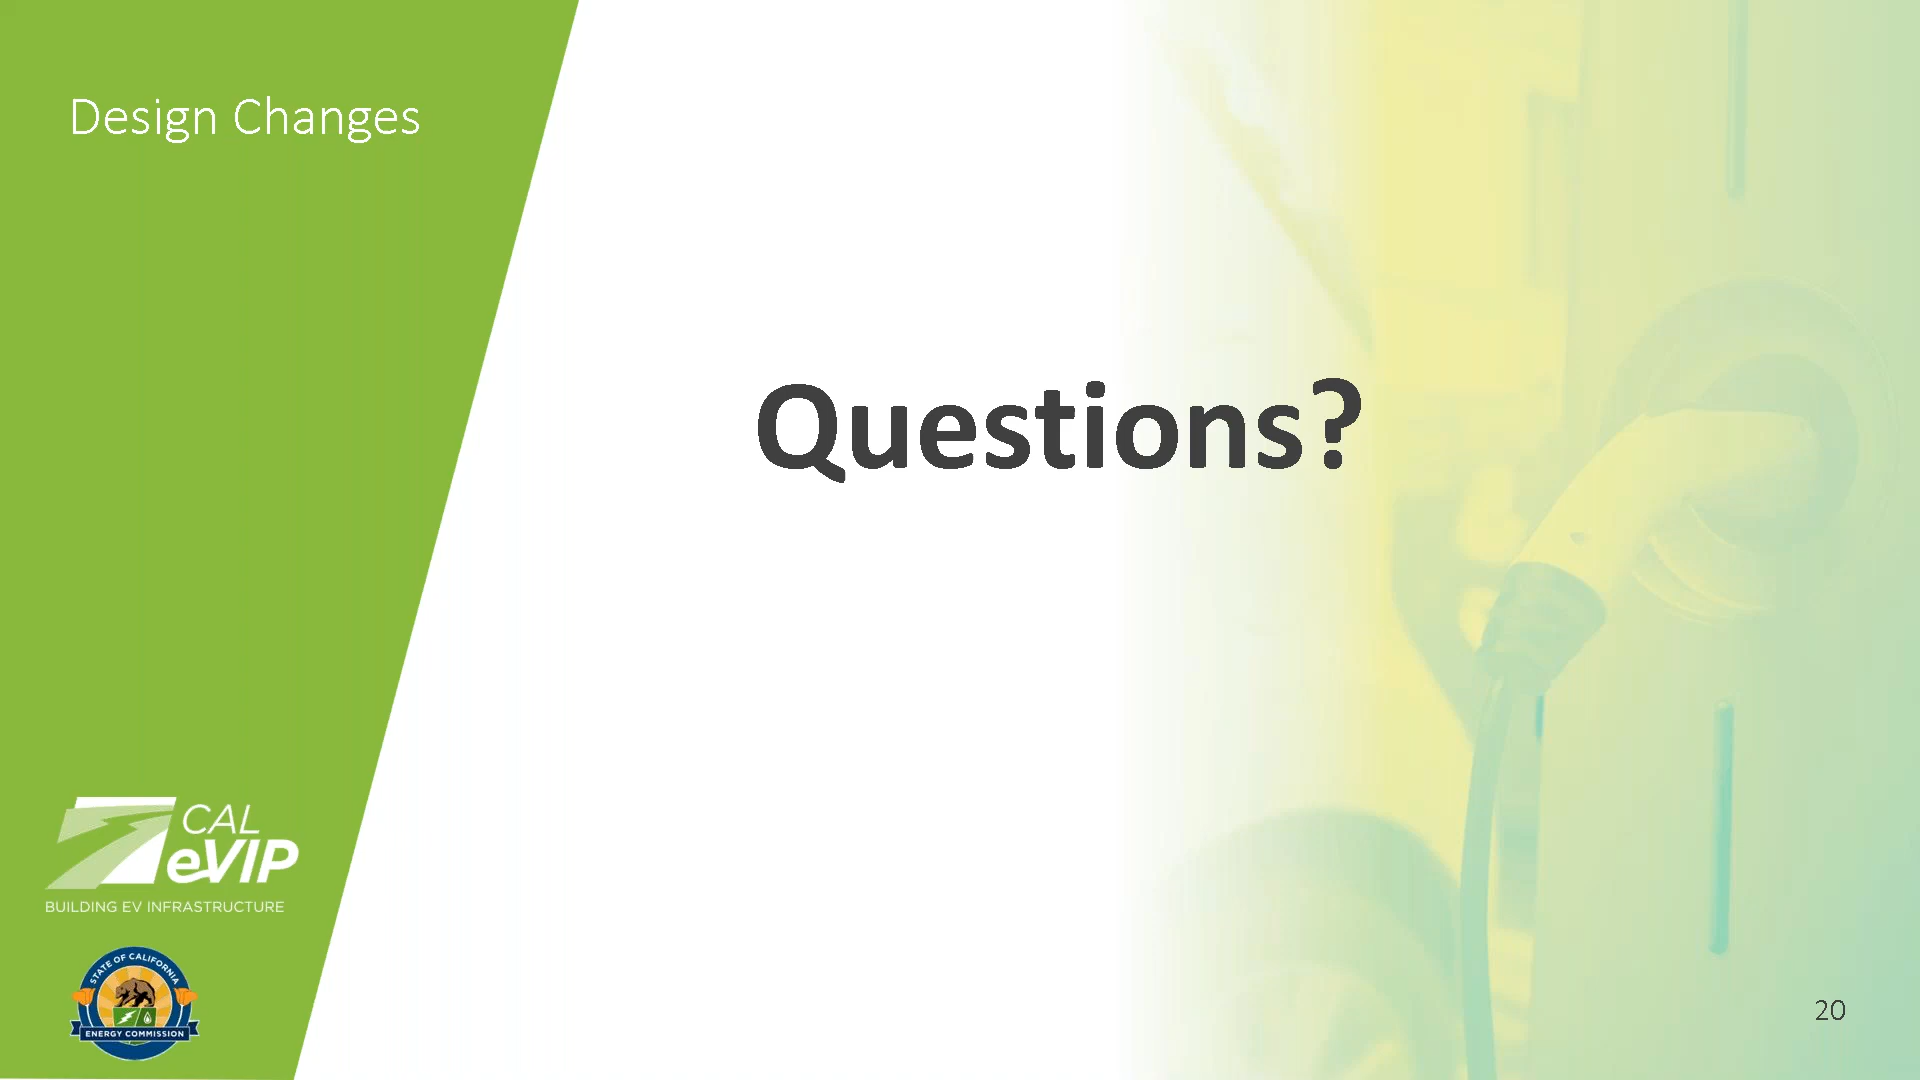 Design Changes
Questions?
CAL
eVIP
BUILDING EV INFRASTRUCTURE
STATE OF CALIFORNIA
ENERGY COMMISSION
20